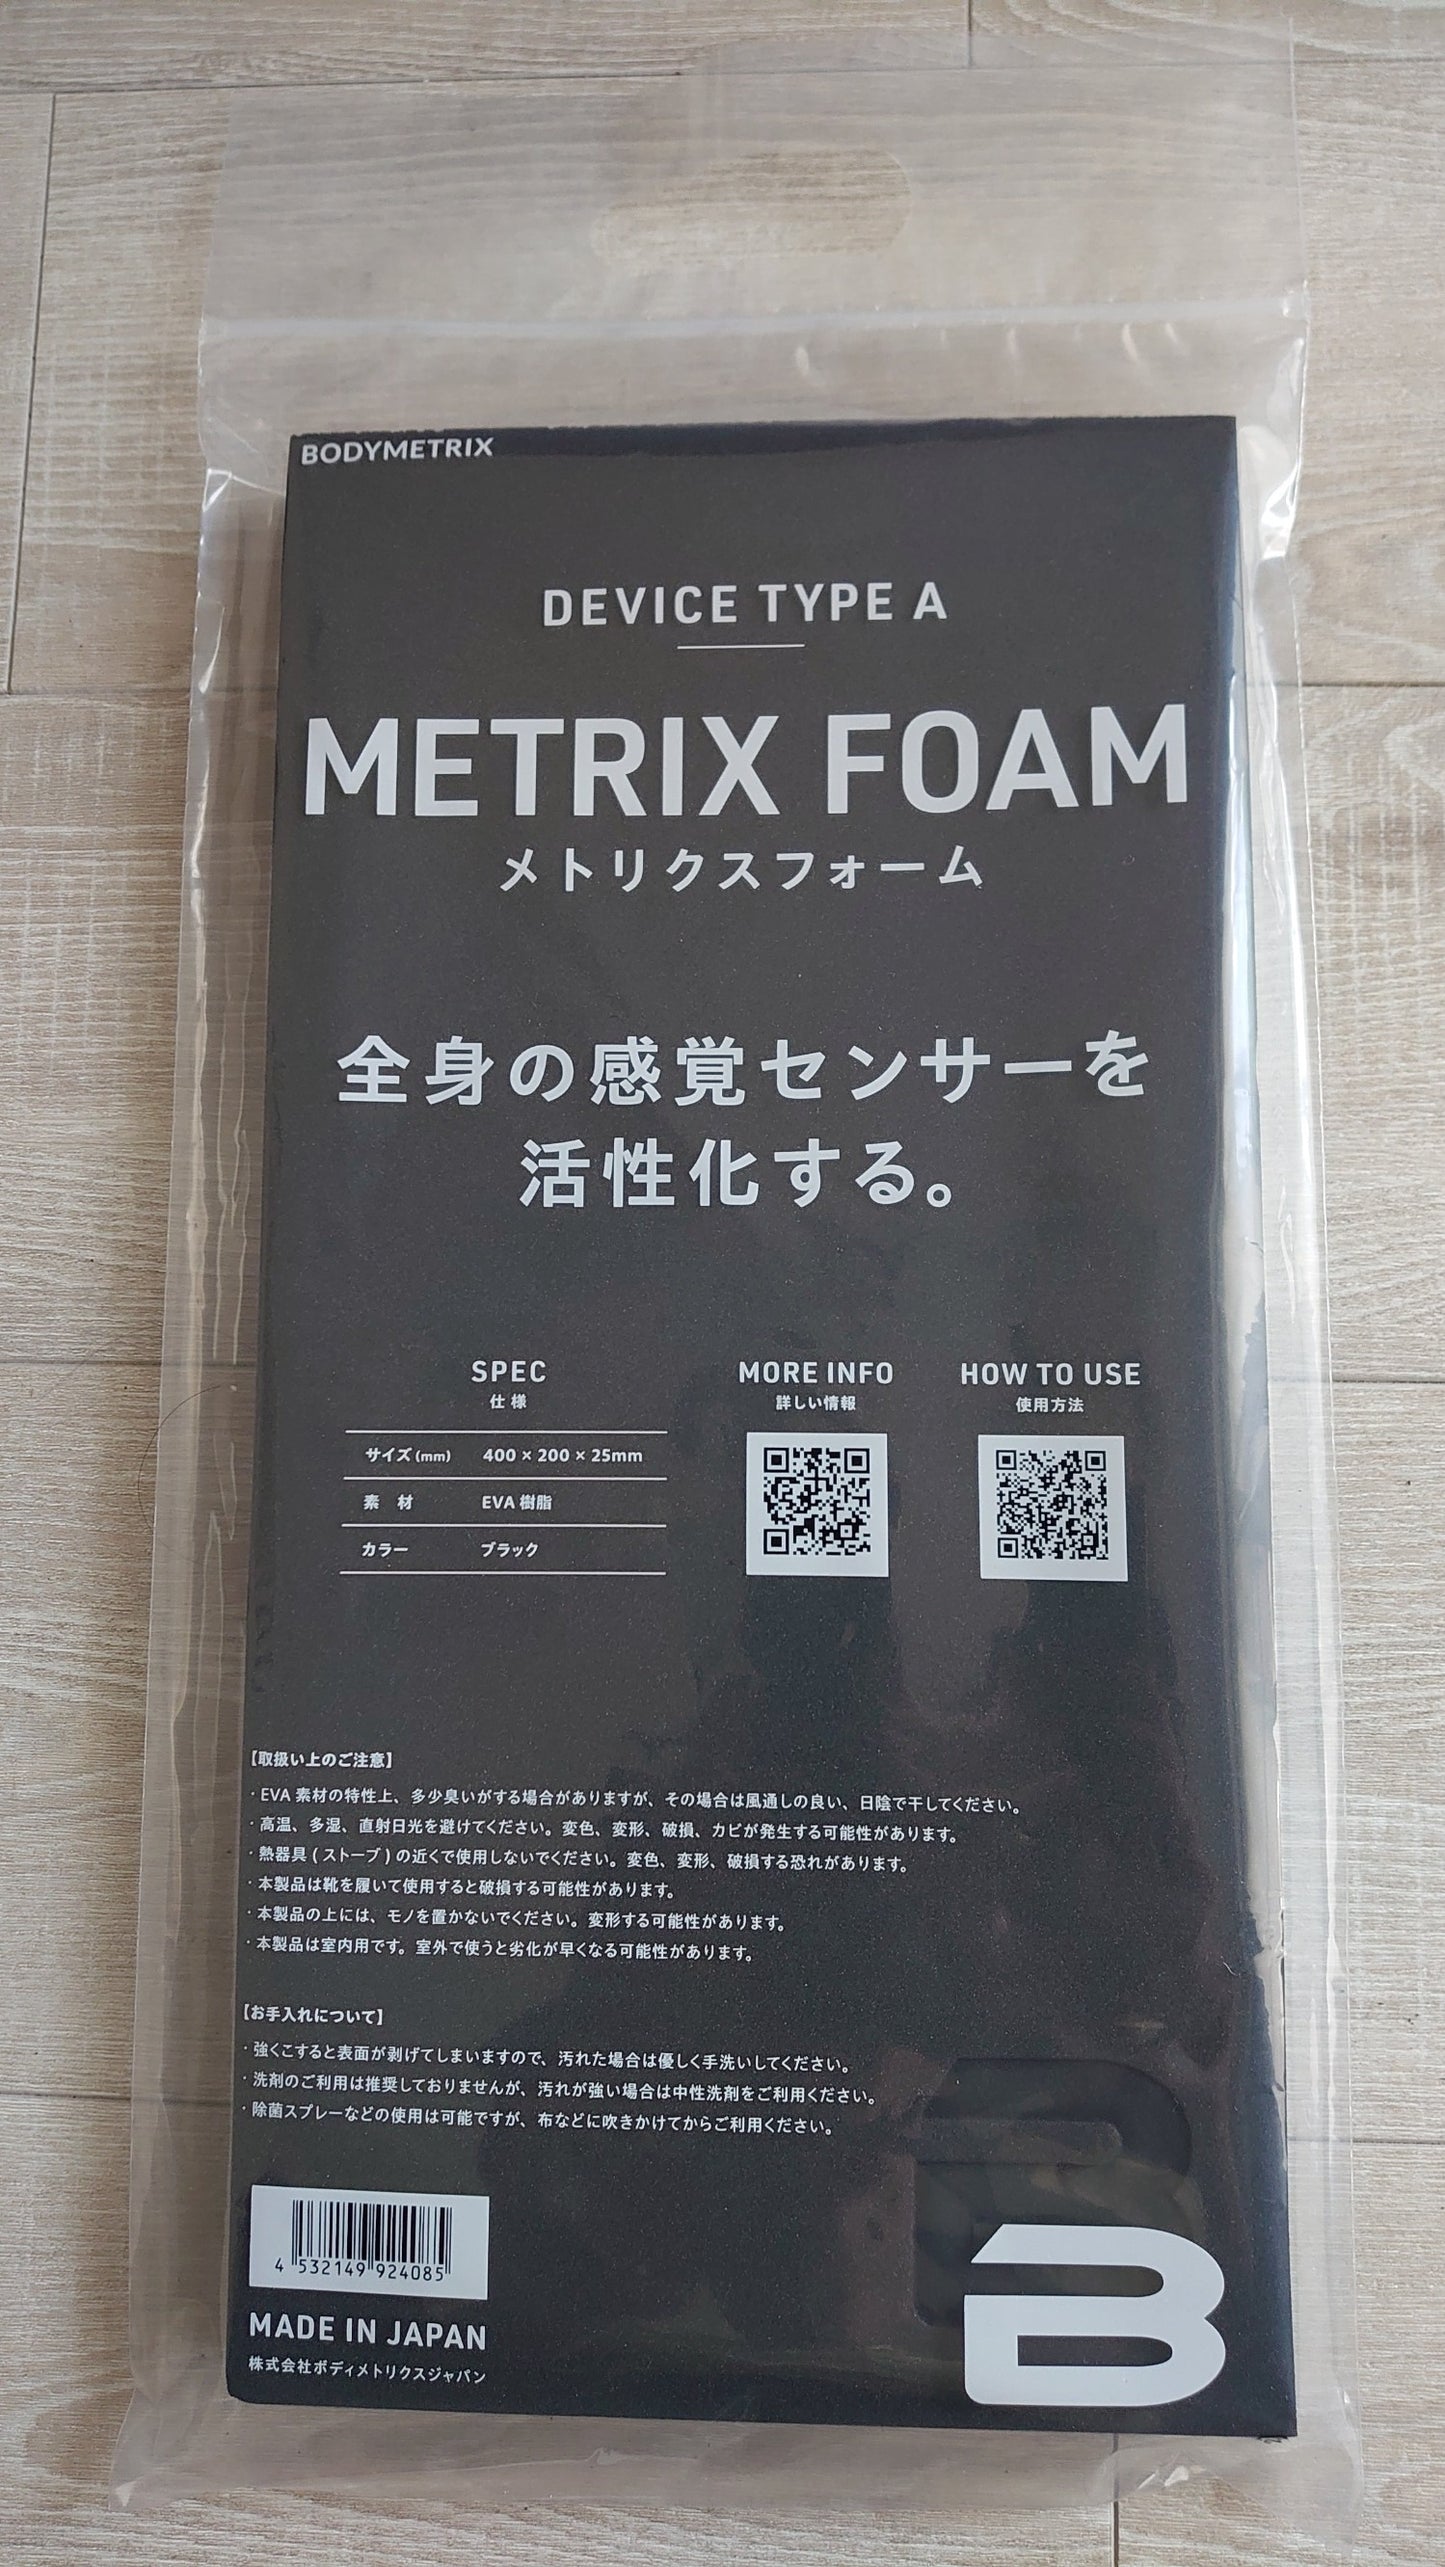 BODYMETRIX
DEVICE TYPE A
METRIX FOAM
メトリクスフォーム
全身の感覚センサーを
活性化する。
SPEC
仕様
サイズ(mm) 400 × 200 × 25mm
素 材 EVA 樹脂
カラー ブラック
MORE INFO
詳しい情報
HOW TO USE
使用方法
【取扱い上のご注意】
・EVA 素材の特性上、多少臭いがする場合がありますが、その場合は風通しの良い、日陰で干してください。
・高温、多湿、直射日光を避けてください。変色、変形、破損、カビが発生する可能性があります。
・熱器具 ( ストーブ ) の近くで使用しないでください。変色、変形、破損する恐れがあります。
・本製品は靴を履いて使用すると破損する可能性があります。
・本製品の上には、モノを置かないでください。変形する可能性があります。
・本製品は室内用です。室外で使うと劣化が早くなる可能性があります。
【お手入れについて】
・強くこすると表面が剥げてしまいますので、汚れた場合は優しく手洗いしてください。
・洗剤のご利用は推奨しておりませんが、汚れが強い場合は中性洗剤をご利用ください。
・除菌スプレーなどの使用は可能ですが、布などに吹きかけてからご利用ください。
4 532149 924085
MADE IN JAPAN
株式会社ボディメトリクスジャパン
B